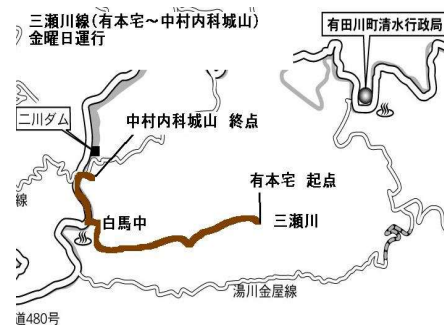 三瀬川線(有本宅～中村内科城山)
金曜日運行
有田川町清水行政局
二川ダム
中村内科城山 終点
有本宅 起点
線
白馬中
三瀬川
湯川金屋線
道480号